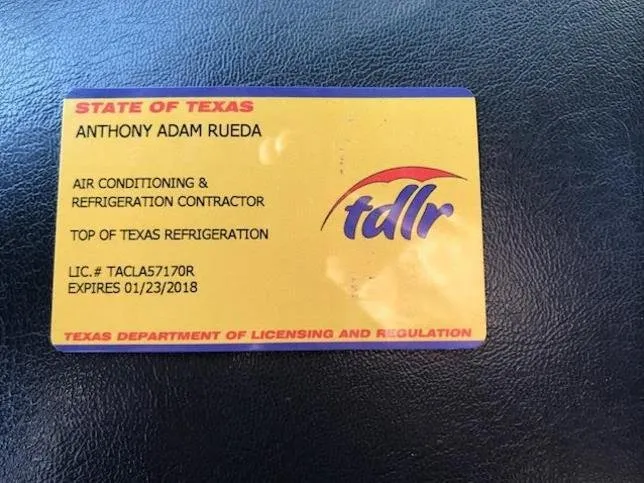 STATE OF TEXAS
ANTHONY ADAM RUEDA
AIR CONDITIONING &
REFRIGERATION CONTRACTOR
tdlr
TOP OF TEXAS REFRIGERATION
LIC.# TACLA57170R
EXPIRES 01/23/2018
TEXAS DEPARTMENT OF LICENSING AND REGULATION